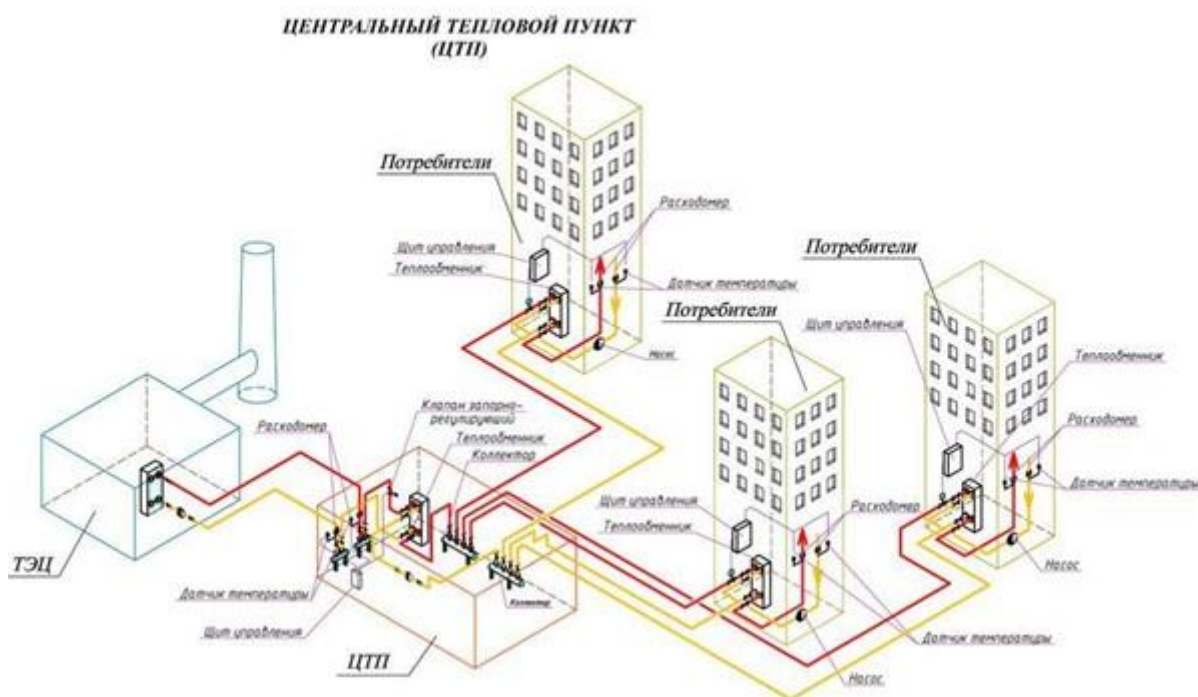 ЦЕНТРАЛЬНЫЙ ТЕПЛОВОЙ ПУНКТ
(ЦТП)
Потребители
Расходомер
Щит управления
Теплообменник
Датчик температуры
Насос
Потребители
Потребители
Щит управления
Теплообменник
Расходомер
Датчик температуры
Насос
Клапан запорно-
регулирующий
Расходомер
Теплообменник
Коллектор
Щит управления
Теплообменник
Расходомер
ТЭЦ
Датчик температуры
Коллектор
Щит управления
ЦТП
Датчик температуры
Насос